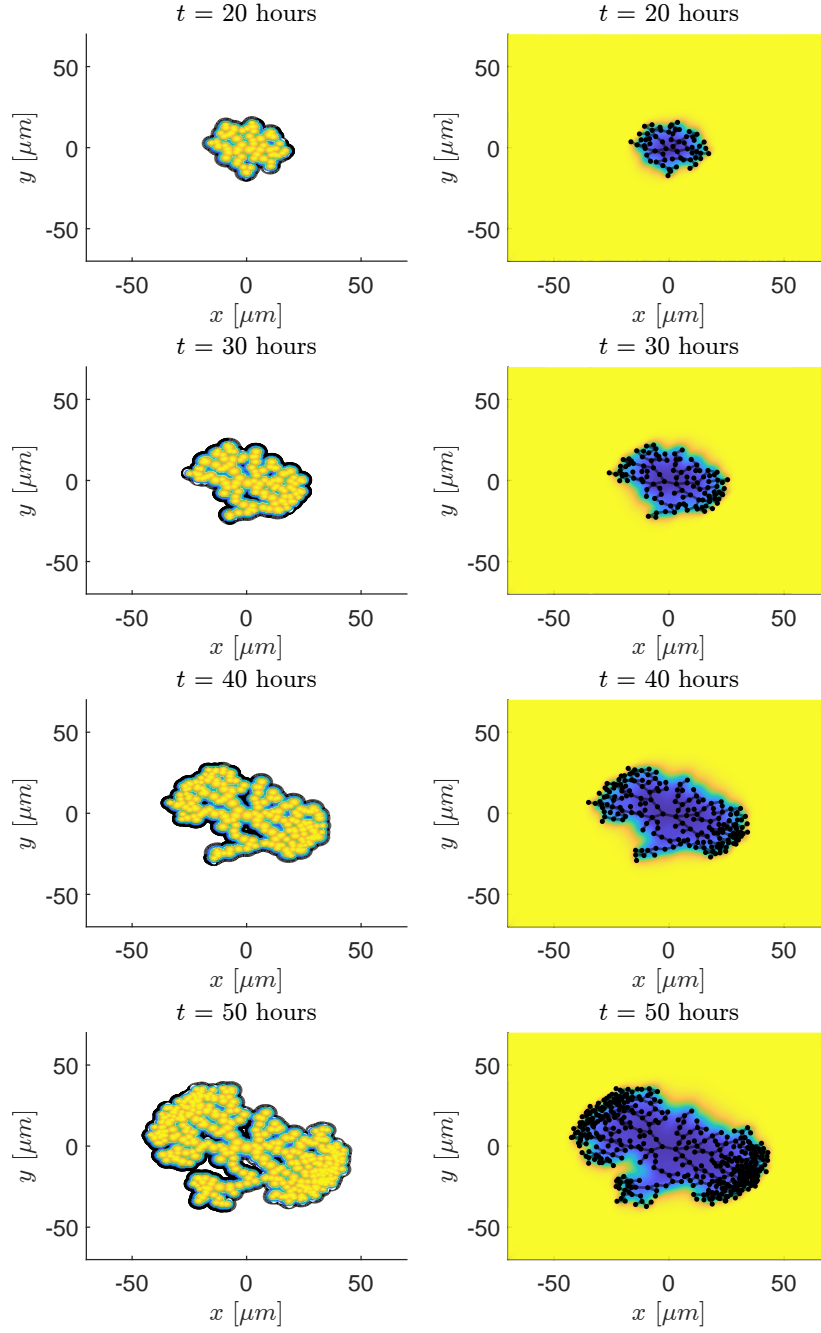 t = 20 hours
t = 20 hours
50
0
-50
y [μm]
-50 0 50
x [μm]
50
0
-50
y [μm]
-50 0 50
x [μm]
t = 30 hours
t = 30 hours
50
0
-50
y [μm]
-50 0 50
x [μm]
50
0
-50
y [μm]
-50 0 50
x [μm]
t = 40 hours
t = 40 hours
50
0
-50
y [μm]
-50 0 50
x [μm]
50
0
-50
y [μm]
-50 0 50
x [μm]
t = 50 hours
t = 50 hours
50
0
-50
y [μm]
-50 0 50
x [μm]
50
0
-50
y [μm]
-50 0 50
x [μm]